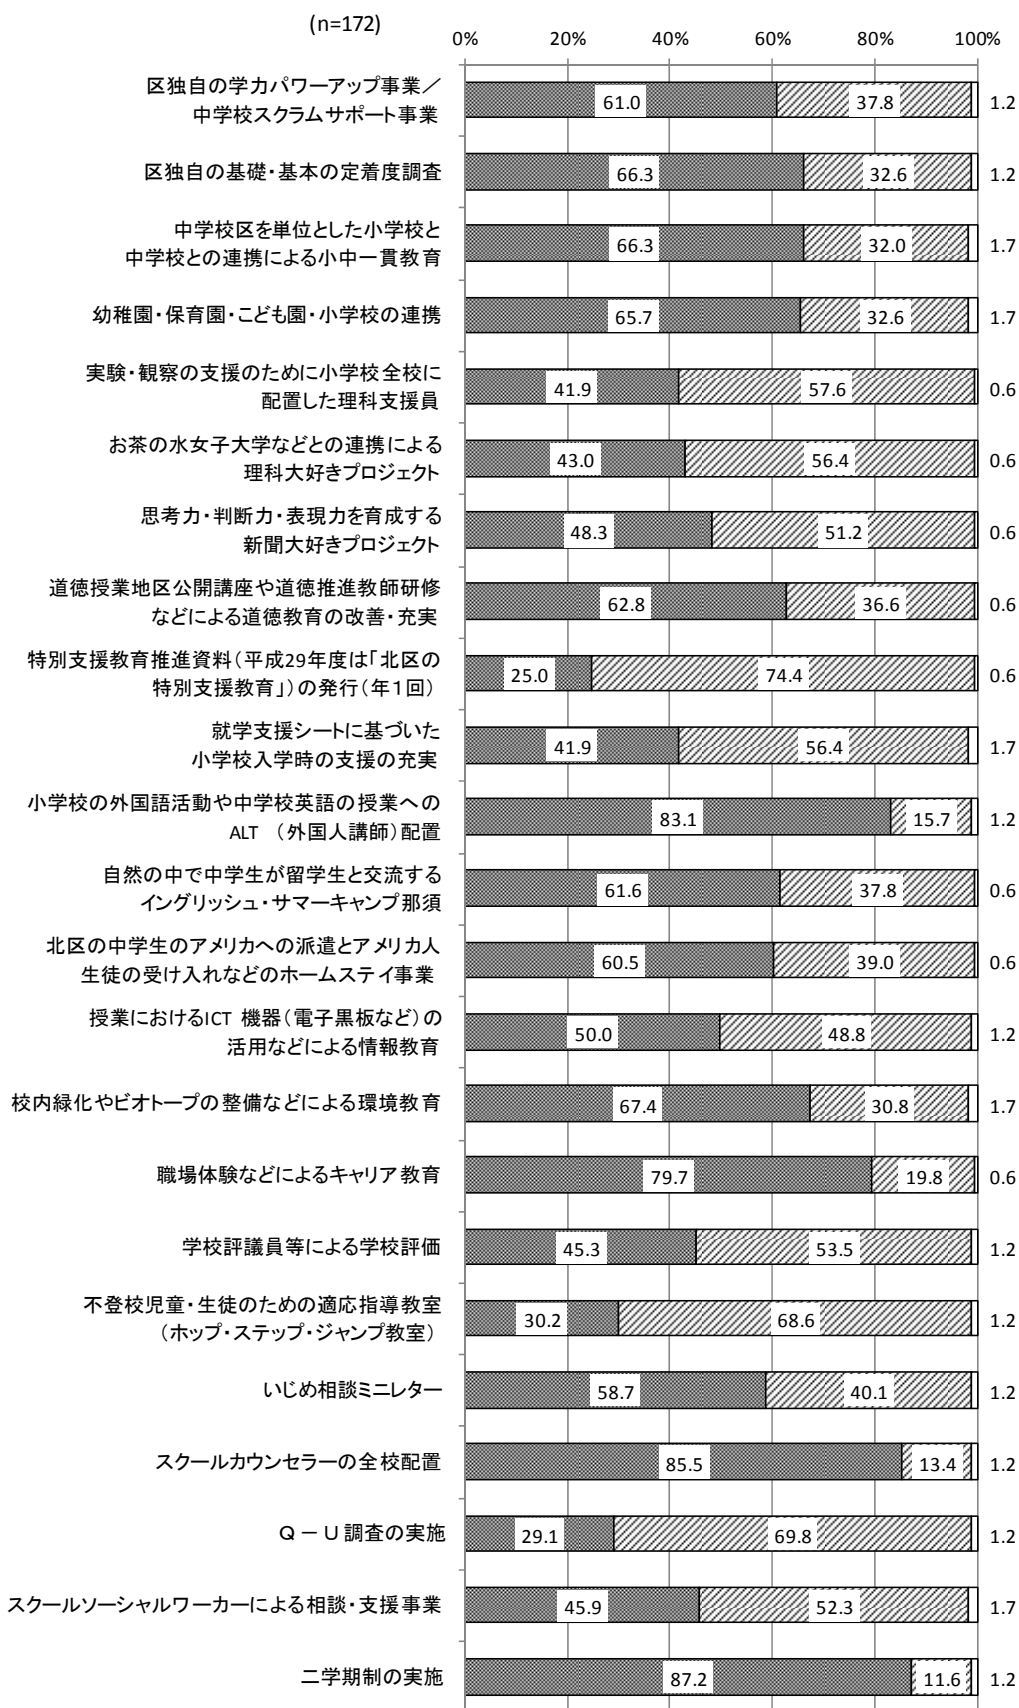 (n=172)
0% 20% 40% 60% 80% 100%
区独自の学力パワーアップ事業／
中学校スクラムサポート事業
61.0 37.8 1.2
区独自の基礎・基本の定着度調査
66.3 32.6 1.2
中学校区を単位とした小学校と
中学校との連携による小中一貫教育
66.3 32.0 1.7
幼稚園・保育園・こども園・小学校の連携
65.7 32.6 1.7
実験・観察の支援のために小学校全校に
配置した理科支援員
41.9 57.6 0.6
お茶の水女子大学などとの連携による
理科大好きプロジェクト
43.0 56.4 0.6
思考力・判断力・表現力を育成する
新聞大好きプロジェクト
48.3 51.2 0.6
道徳授業地区公開講座や道徳推進教師研修
などによる道徳教育の改善・充実
62.8 36.6 0.6
特別支援教育推進資料（平成29年度は「北区の
特別支援教育」）の発行（年１回）
25.0 74.4 0.6
就学支援シートに基づいた
小学校入学時の支援の充実
41.9 56.4 1.7
小学校の外国語活動や中学校英語の授業への
ALT （外国人講師）配置
83.1 15.7 1.2
自然の中で中学生が留学生と交流する
イングリッシュ・サマーキャンプ那須
61.6 37.8 0.6
北区の中学生のアメリカへの派遣とアメリカ人
生徒の受け入れなどのホームステイ事業
60.5 39.0 0.6
授業におけるICT 機器（電子黒板など）の
活用などによる情報教育
50.0 48.8 1.2
校内緑化やビオトープの整備などによる環境教育
67.4 30.8 1.7
職場体験などによるキャリア教育
79.7 19.8 0.6
学校評議員等による学校評価
45.3 53.5 1.2
不登校児童・生徒のための適応指導教室
（ホップ・ステップ・ジャンプ教室）
30.2 68.6 1.2
いじめ相談ミニレター
58.7 40.1 1.2
スクールカウンセラーの全校配置
85.5 13.4 1.2
Ｑ－Ｕ調査の実施
29.1 69.8 1.2
スクールソーシャルワーカーによる相談・支援事業
45.9 52.3 1.7
二学期制の実施
87.2 11.6 1.2